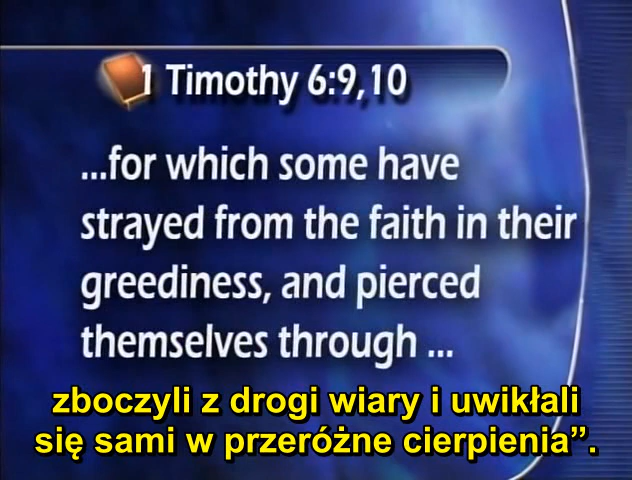 1 Timothy 6:9,10
...for which some have
strayed from the faith in their
greediness, and pierced
themselves through ...
zboczyli z drogi wiary i uwikłali
się sami w przeróżne cierpienia”.